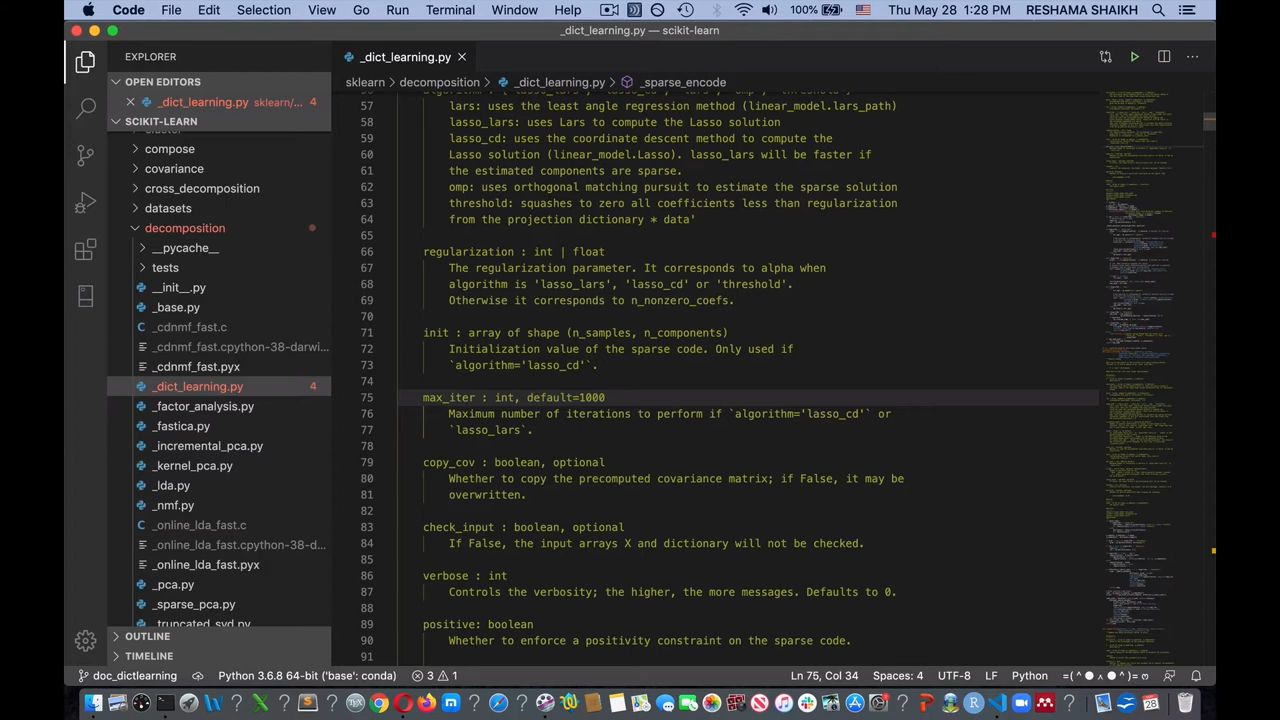 Code File Edit Selection View Go Run Terminal Window Help 100% Thu May 28 1:28 PM RESHAMA SHAIKH
_dict_learning.py — scikit-learn
EXPLORER
OPEN EDITORS
_dict_learning.py sklearn/... 4
SCIKIT-LEARN
cluster
compose
covariance
cross_decomposition
datasets
decomposition
__pycache__
tests
__init__.py
_base.py
_cdnmf_fast.c
_cdnmf_fast.cpython-38-darwi...
_cdnmf_fast.pyx
_dict_learning.py 4
_factor_analysis.py
_fastica.py
_incremental_pca.py
_kernel_pca.py
_lda.py
_nmf.py
_online_lda_fast.c
_online_lda_fast.cpython-38-d...
_online_lda_fast.pyx
_pca.py
_sparse_pca.py
_truncated_svd.py
OUTLINE
TIMELINE
_dict_learning.py
sklearn > decomposition > _dict_learning.py > _sparse_encode
57 lars: uses the least angle regression method (linear_model.lars_path)
58 lasso_lars: uses Lars to compute the Lasso solution
59 lasso_cd: uses the coordinate descent method to compute the
60 Lasso solution (linear_model.Lasso). lasso_lars will be faster if
61 the estimated components are sparse.
62 omp: uses orthogonal matching pursuit to estimate the sparse solution
63 threshold: squashes to zero all coefficients less than regularization
64 from the projection dictionary * data'
65
66 regularization : int | float
67 The regularization parameter. It corresponds to alpha when
68 algorithm is 'lasso_lars', 'lasso_cd' or 'threshold'.
69 Otherwise it corresponds to n_nonzero_coefs.
70
71 init : array of shape (n_samples, n_components)
72 Initialization value of the sparse code. Only used if
73 `algorithm='lasso_cd'`.
74
75 max_iter : int, default=1000
76 Maximum number of iterations to perform if `algorithm='lasso_cd'` or
77 `lasso_lars`.
78
79 copy_cov : boolean, optional
80 Whether to copy the precomputed covariance matrix; if False, it may be
81 overwritten.
82
83 check_input : boolean, optional
84 If False, the input arrays X and dictionary will not be checked.
85
86 verbose : int
87 Controls the verbosity; the higher, the more messages. Defaults to 0.
88
89 positive: boolean
90 Whether to enforce a positivity constraint on the sparse code.
91
doc_dictlearn Python 3.6.8 64-bit (conda) Ln 75, Col 34 Spaces: 4 UTF-8 LF Python